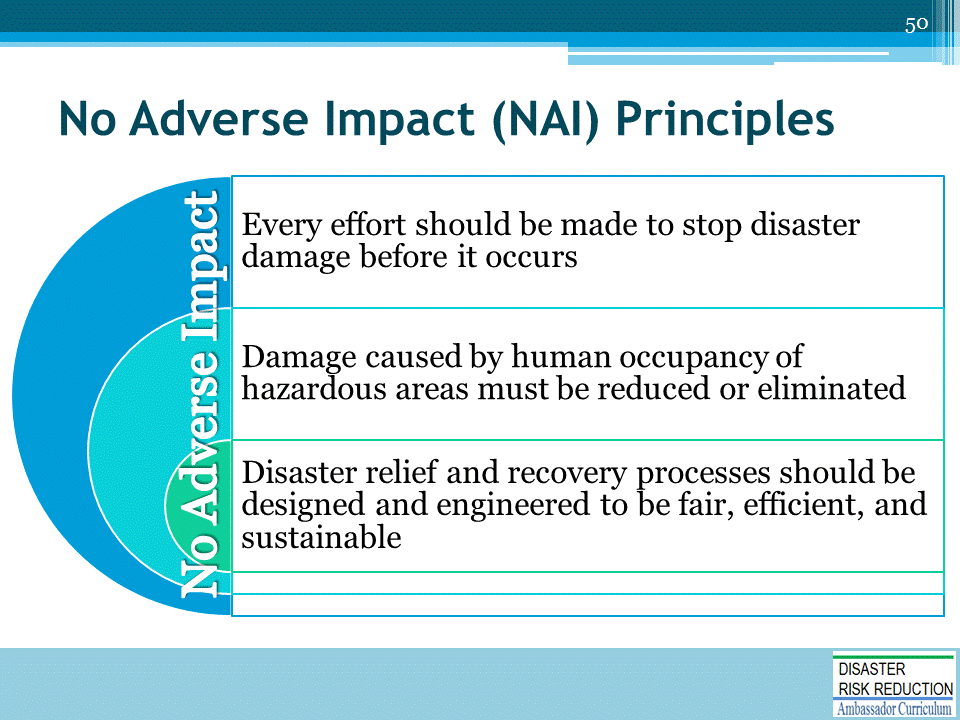 50
No Adverse Impact (NAI) Principles
No Adverse Impact
Every effort should be made to stop disaster
damage before it occurs
Damage caused by human occupancy of
hazardous areas must be reduced or eliminated
Disaster relief and recovery processes should be
designed and engineered to be fair, efficient, and
sustainable
DISASTER
RISK REDUCTION
Ambassador Curriculum